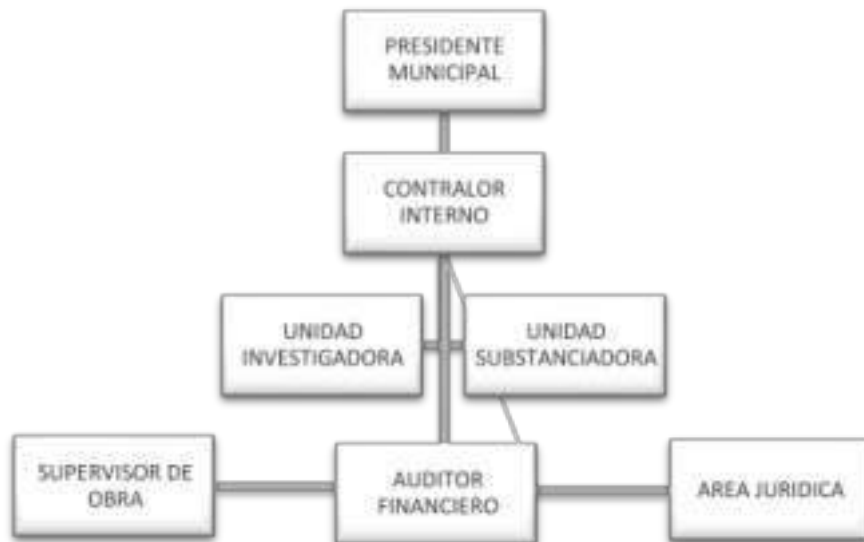 PRESIDENTE
MUNICIPAL
CONTRALOR
INTERNO
UNIDAD
INVESTIGADORA
UNIDAD
SUBSTANCIADORA
SUPERVISOR DE
OBRA
AUDITOR
FINANCIERO
AREA JURIDICA